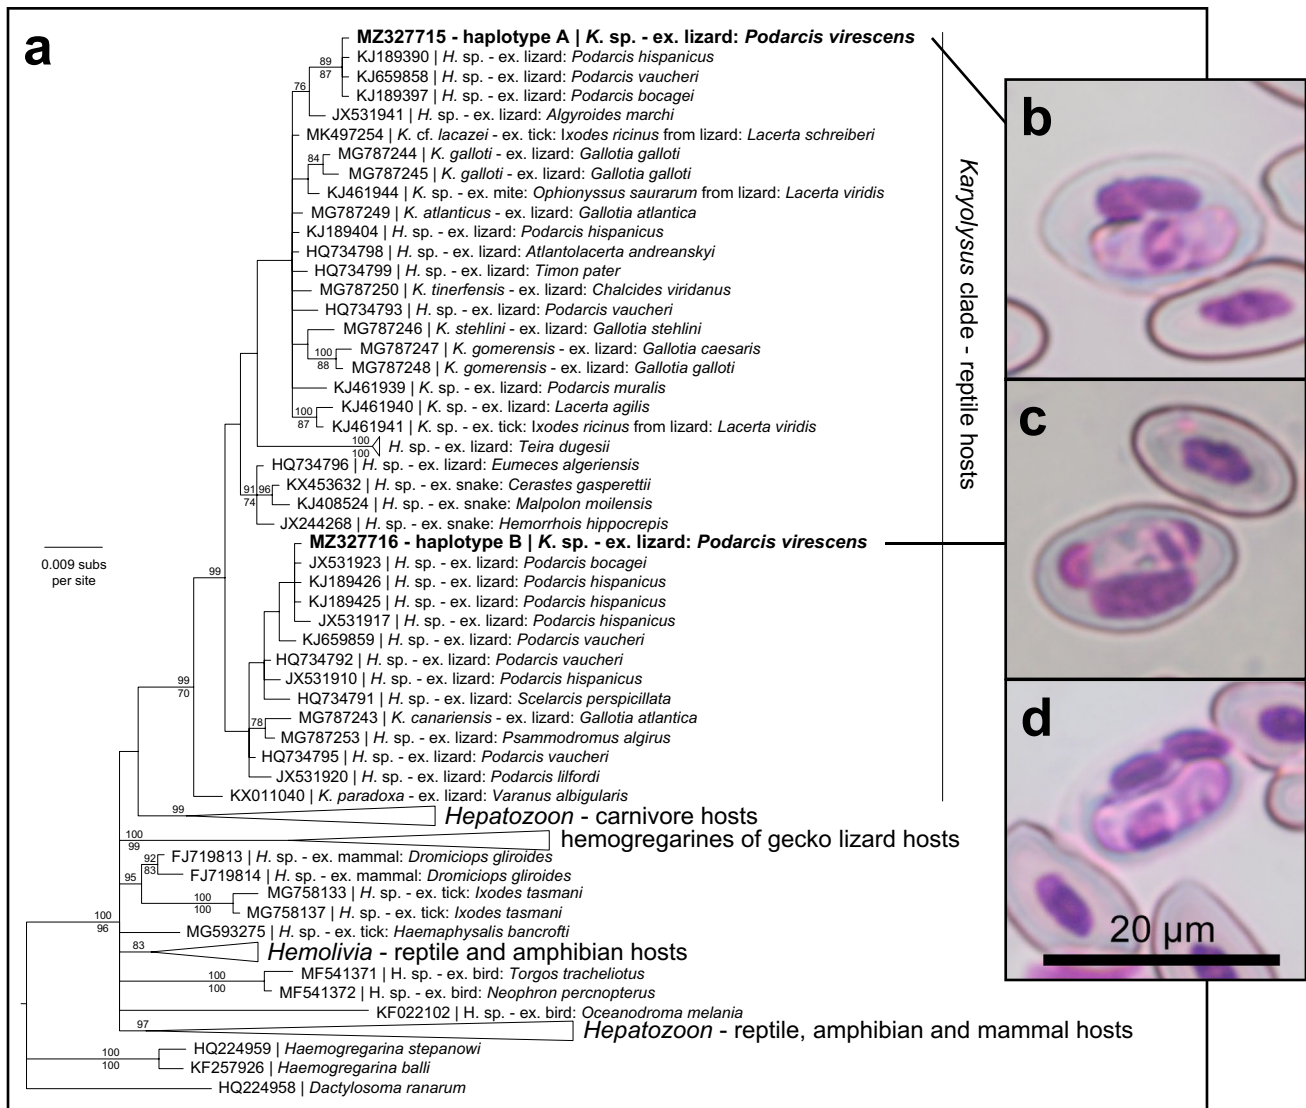 a
MZ327715 - haplotype A | K. sp. - ex. lizard: Podarcis virescens
89
87
KJ189390 | H. sp. - ex. lizard: Podarcis hispanicus
KJ659858 | H. sp. - ex. lizard: Podarcis vaucheri
76
KJ189397 | H. sp. - ex. lizard: Podarcis bocagei
JX531941 | H. sp. - ex. lizard: Algyroides marchi
MK497254 | K. cf. lacazei - ex. tick: Ixodes ricinus from lizard: Lacerta schreiberi
84
MG787244 | K. galloti - ex. lizard: Gallotia galloti
MG787245 | K. galloti - ex. lizard: Gallotia galloti
KJ461944 | K. sp. - ex. mite: Ophionyssus saurarum from lizard: Lacerta viridis
MG787249 | K. atlanticus - ex. lizard: Gallotia atlantica
KJ189404 | H. sp. - ex. lizard: Podarcis hispanicus
HQ734798 | H. sp. - ex. lizard: Atlantolacerta andreanskyi
HQ734799 | H. sp. - ex. lizard: Timon pater
MG787250 | K. tinerfensis - ex. lizard: Chalcides viridanus
HQ734793 | H. sp. - ex. lizard: Podarcis vaucheri
MG787246 | K. stehlini - ex. lizard: Gallotia stehlini
100
88
MG787247 | K. gomerensis - ex. lizard: Gallotia caesaris
MG787248 | K. gomerensis - ex. lizard: Gallotia galloti
KJ461939 | K. sp. - ex. lizard: Podarcis muralis
100
87
KJ461940 | K. sp. - ex. lizard: Lacerta agilis
KJ461941 | K. sp. - ex. tick: Ixodes ricinus from lizard: Lacerta viridis
100
100
H. sp. - ex. lizard: Teira dugesii
HQ734796 | H. sp. - ex. lizard: Eumeces algeriensis
91
74
96
KX453632 | H. sp. - ex. snake: Cerastes gasperettii
KJ408524 | H. sp. - ex. snake: Malpolon moilensis
JX244268 | H. sp. - ex. snake: Hemorrhois hippocrepis
MZ327716 - haplotype B | K. sp. - ex. lizard: Podarcis virescens
JX531923 | H. sp. - ex. lizard: Podarcis bocagei
99
KJ189426 | H. sp. - ex. lizard: Podarcis hispanicus
KJ189425 | H. sp. - ex. lizard: Podarcis hispanicus
JX531917 | H. sp. - ex. lizard: Podarcis hispanicus
KJ659859 | H. sp. - ex. lizard: Podarcis vaucheri
HQ734792 | H. sp. - ex. lizard: Podarcis vaucheri
99
70
JX531910 | H. sp. - ex. lizard: Podarcis hispanicus
HQ734791 | H. sp. - ex. lizard: Scelarcis perspicillata
78
MG787243 | K. canariensis - ex. lizard: Gallotia atlantica
MG787253 | H. sp. - ex. lizard: Psammodromus algirus
HQ734795 | H. sp. - ex. lizard: Podarcis vaucheri
JX531920 | H. sp. - ex. lizard: Podarcis lilfordi
KX011040 | K. paradoxa - ex. lizard: Varanus albigularis
99
Hepatozoon - carnivore hosts
100
99
hemogregarines of gecko lizard hosts
92
83
FJ719813 | H. sp. - ex. mammal: Dromiciops gliroides
95
FJ719814 | H. sp. - ex. mammal: Dromiciops gliroides
100
100
MG758133 | H. sp. - ex. tick: Ixodes tasmani
MG758137 | H. sp. - ex. tick: Ixodes tasmani
100
96
MG593275 | H. sp. - ex. tick: Haemaphysalis bancrofti
83
Hemolivia - reptile and amphibian hosts
100
100
MF541371 | H. sp. - ex. bird: Torgos tracheliotus
MF541372 | H. sp. - ex. bird: Neophron percnopterus
KF022102 | H. sp. - ex. bird: Oceanodroma melania
97
Hepatozoon - reptile, amphibian and mammal hosts
100
100
HQ224959 | Haemogregarina stepanowi
KF257926 | Haemogregarina balli
HQ224958 | Dactylosoma ranarum
0.009 subs
per site
Karyolysus clade - reptile hosts
b
c
d
20 µm